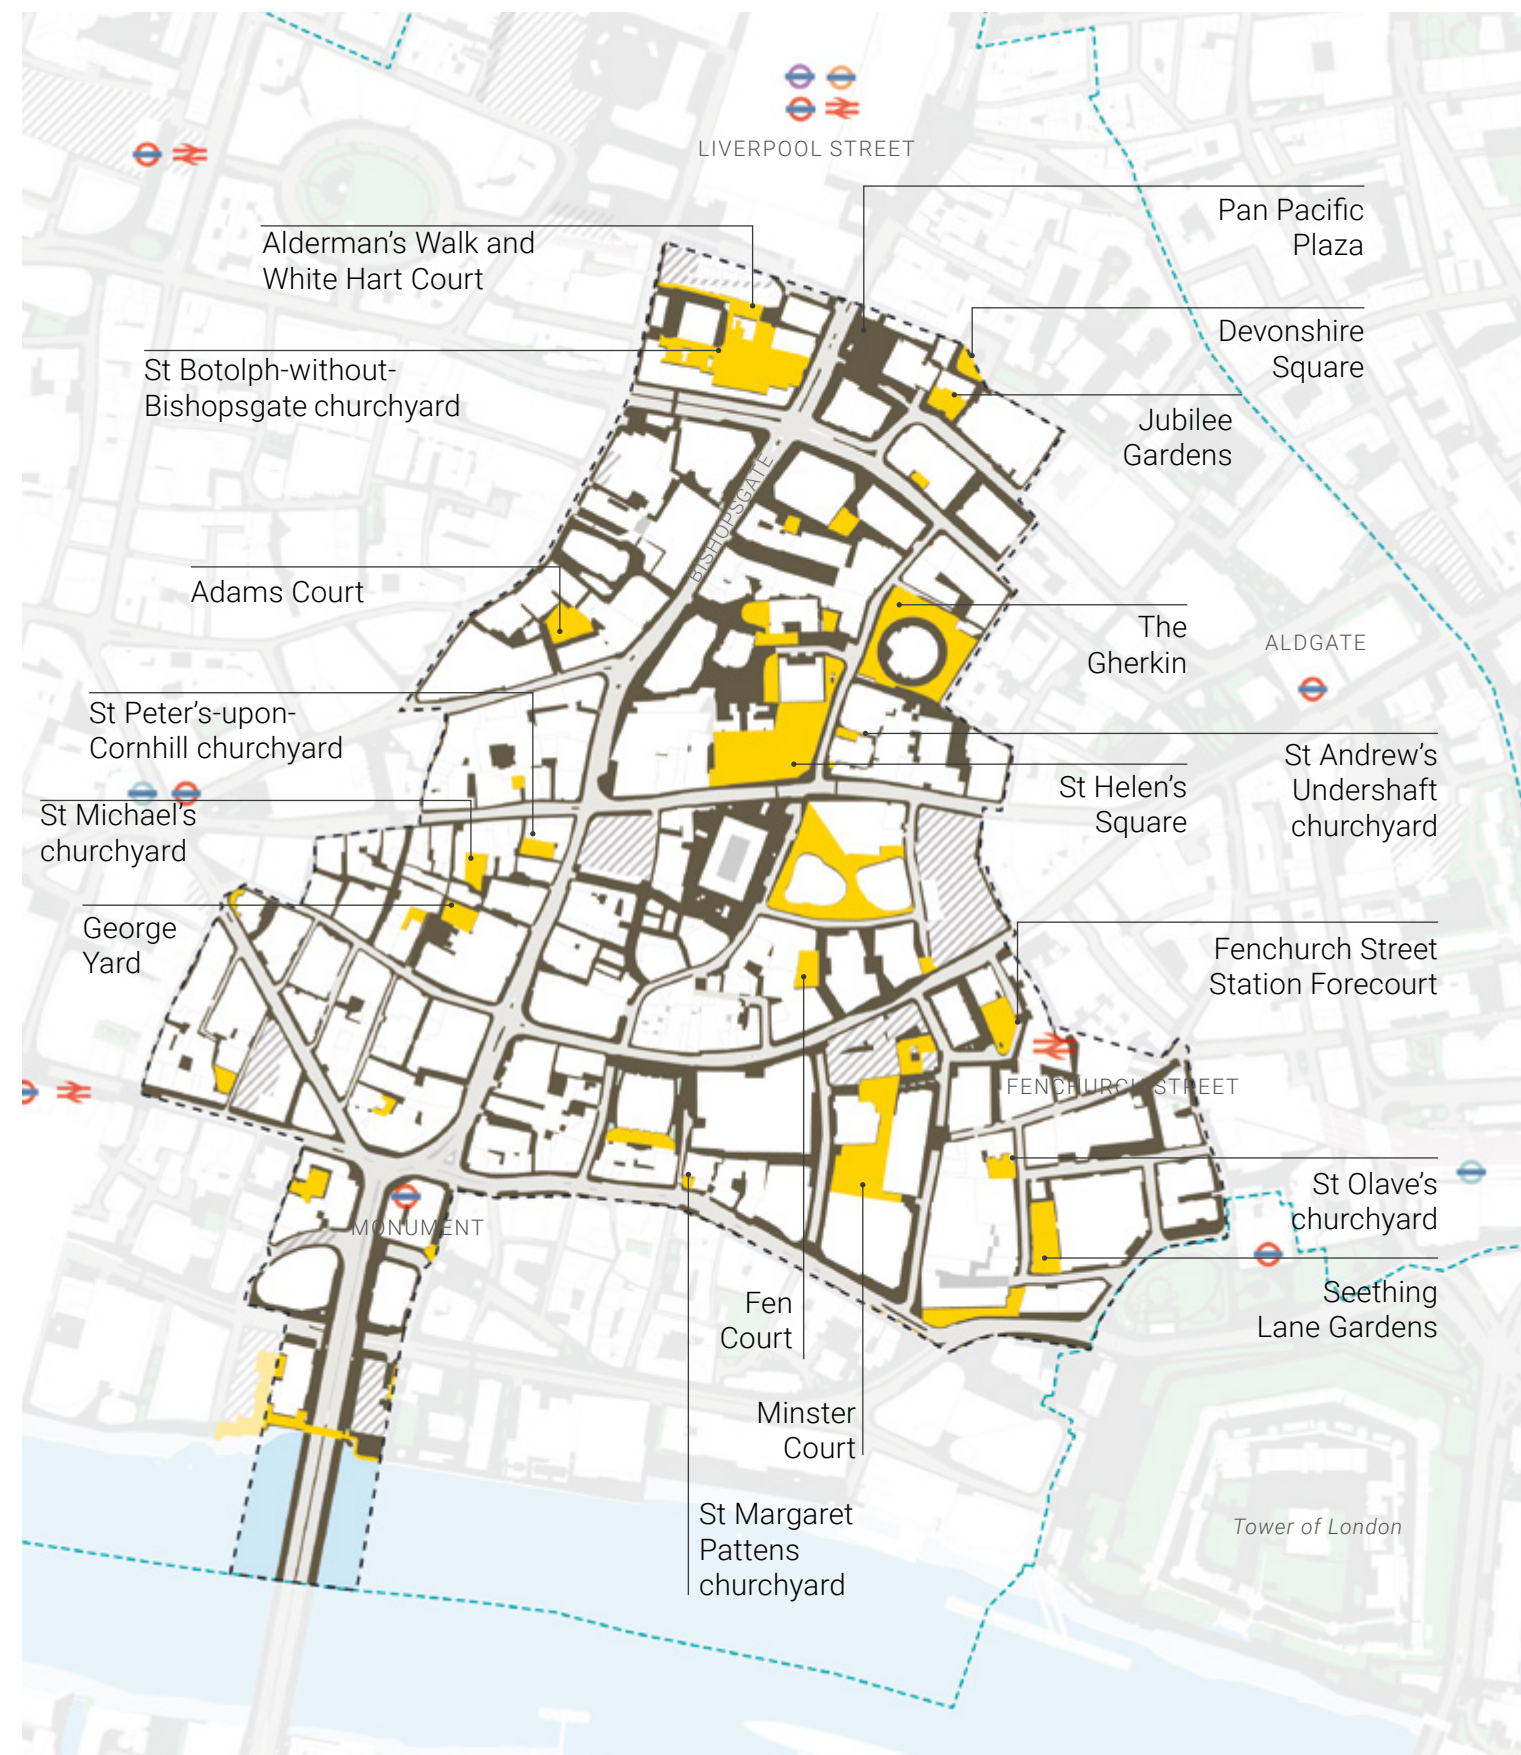 LIVERPOOL STREET
Pan Pacific
Plaza
Alderman's Walk and
White Hart Court
Devonshire
Square
St Botolph-without-
Bishopsgate churchyard
Jubilee
Gardens
BISHOPSGATE
Adams Court
The
Gherkin
ALDGATE
St Peter's-upon-
Cornhill churchyard
St Andrew's
Undershaft
churchyard
St Helen's
Square
St Michael's
churchyard
George
Yard
Fenchurch Street
Station Forecourt
FENCHURCH STREET
St Olave's
churchyard
MONUMENT
Seething
Lane Gardens
Fen
Court
Minster
Court
St Margaret
Pattens
churchyard
Tower of London